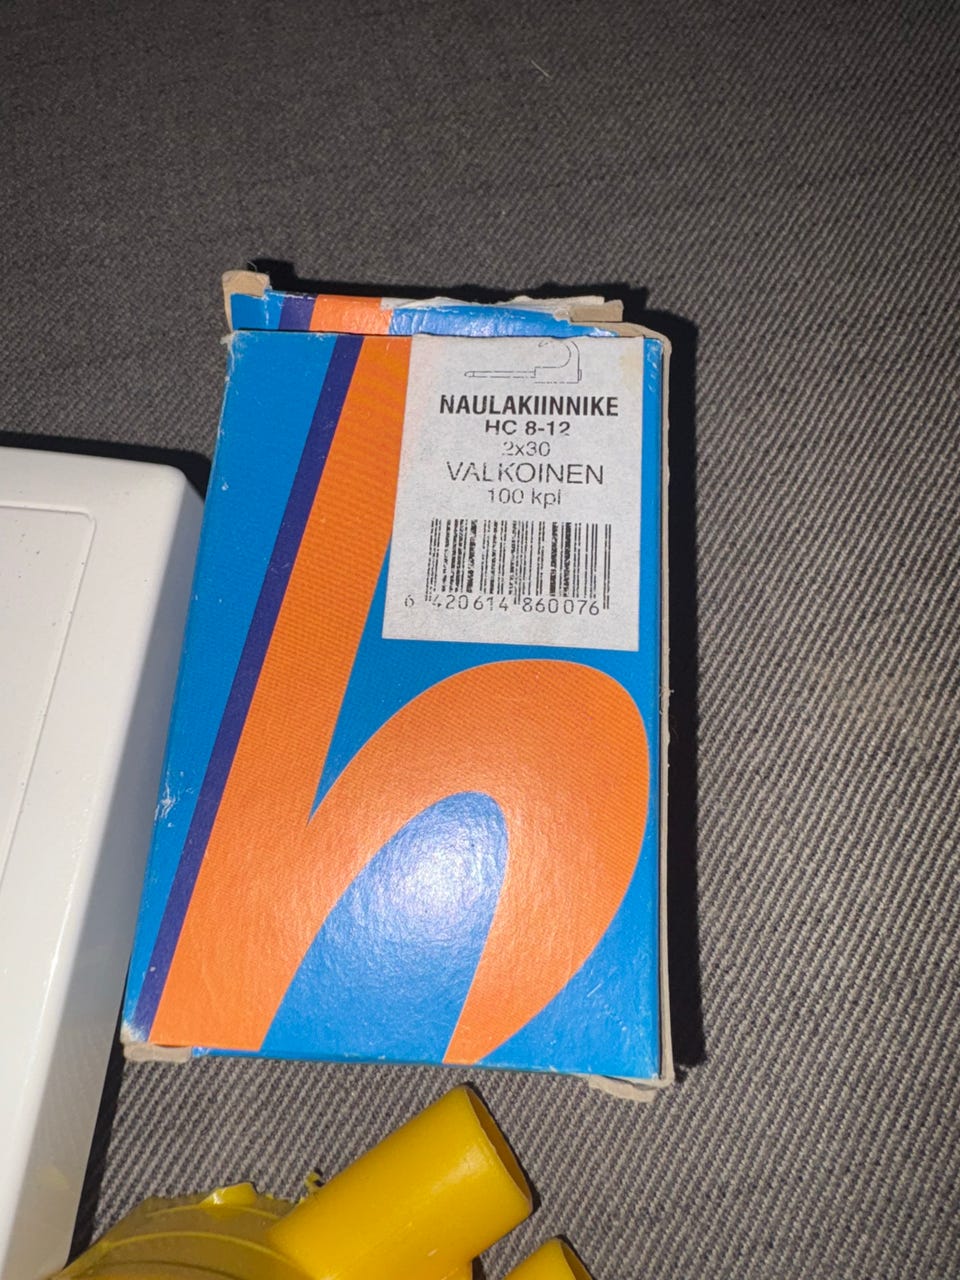 NAULAKIINNIKE
HC 8-12
2x30
VALKOINEN
100 kpl
6 420614 860076